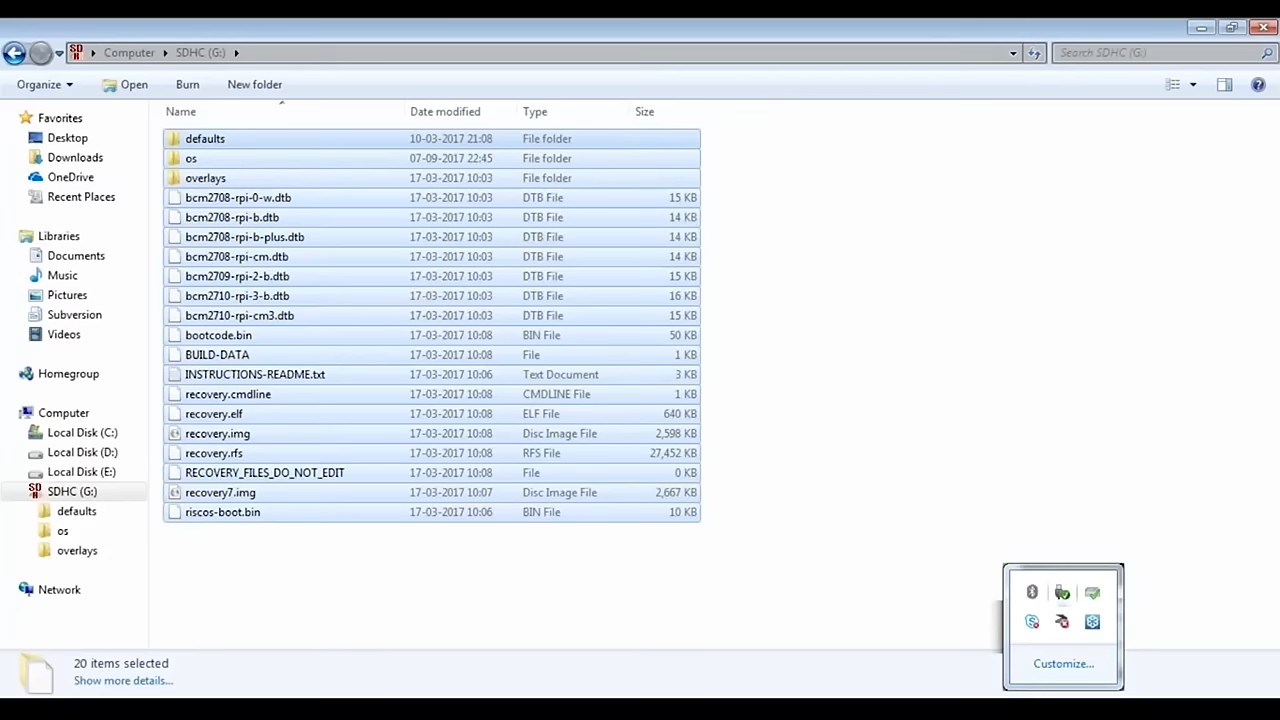 Computer SDHC (G:)
Search SDHC (G:)
Organize Open Burn New folder
Name Date modified Type Size
Favorites
Desktop
Downloads
OneDrive
Recent Places
Libraries
Documents
Music
Pictures
Subversion
Videos
Homegroup
Computer
Local Disk (C:)
Local Disk (D:)
Local Disk (E:)
SDHC (G:)
defaults
os
overlays
Network
defaults 10-03-2017 21:08 File folder
os 07-09-2017 22:45 File folder
overlays 17-03-2017 10:03 File folder
bcm2708-rpi-0-w.dtb 17-03-2017 10:03 DTB File 15 KB
bcm2708-rpi-b.dtb 17-03-2017 10:03 DTB File 14 KB
bcm2708-rpi-b-plus.dtb 17-03-2017 10:03 DTB File 14 KB
bcm2708-rpi-cm.dtb 17-03-2017 10:03 DTB File 14 KB
bcm2709-rpi-2-b.dtb 17-03-2017 10:03 DTB File 15 KB
bcm2710-rpi-3-b.dtb 17-03-2017 10:03 DTB File 16 KB
bcm2710-rpi-cm3.dtb 17-03-2017 10:03 DTB File 15 KB
bootcode.bin 17-03-2017 10:08 BIN File 50 KB
BUILD-DATA 17-03-2017 10:08 File 1 KB
INSTRUCTIONS-README.txt 17-03-2017 10:06 Text Document 3 KB
recovery.cmdline 17-03-2017 10:08 CMDLINE File 1 KB
recovery.elf 17-03-2017 10:08 ELF File 640 KB
recovery.img 17-03-2017 10:08 Disc Image File 2,598 KB
recovery.rfs 17-03-2017 10:08 RFS File 27,452 KB
RECOVERY_FILES_DO_NOT_EDIT 17-03-2017 10:08 File 0 KB
recovery7.img 17-03-2017 10:07 Disc Image File 2,667 KB
riscos-boot.bin 17-03-2017 10:06 BIN File 10 KB
Customize...
20 items selected
Show more details...